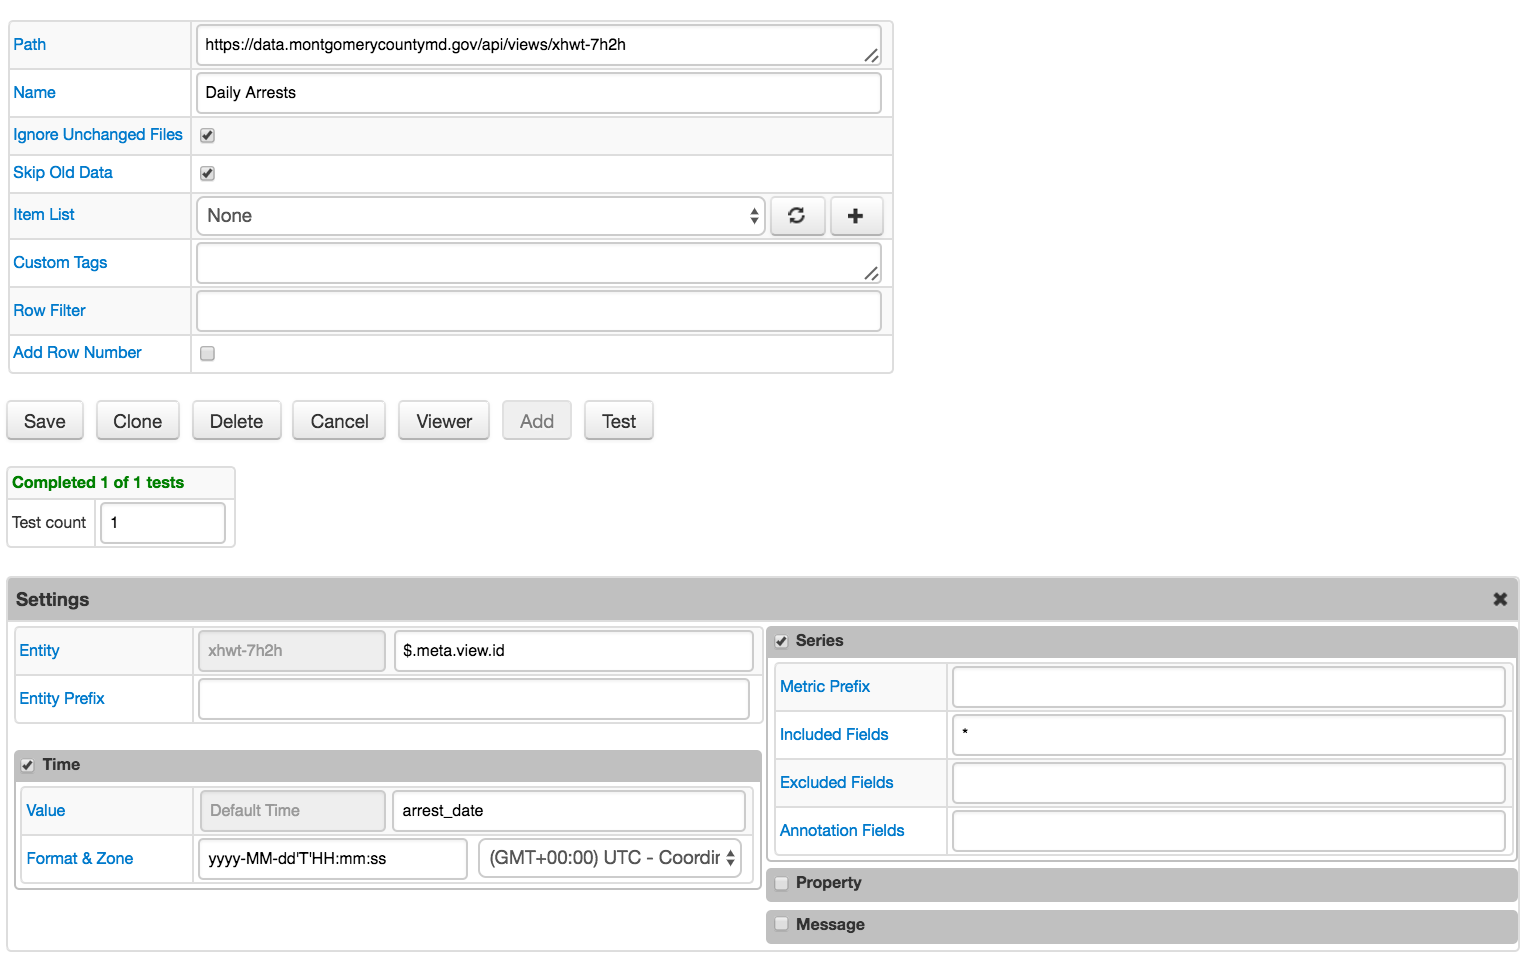 Path https://data.montgomerycountymd.gov/api/views/xhwt-7h2h
Name Daily Arrests
Ignore Unchanged Files
Skip Old Data
Item List None
Custom Tags
Row Filter
Add Row Number
Save Clone Delete Cancel Viewer Add Test
Completed 1 of 1 tests
Test count 1
Settings
Entity xhwt-7h2h $.meta.view.id
Entity Prefix
Time
Value Default Time arrest_date
Format & Zone yyyy-MM-dd'T'HH:mm:ss (GMT+00:00) UTC - Coordin
Series
Metric Prefix
Included Fields *
Excluded Fields
Annotation Fields
Property
Message